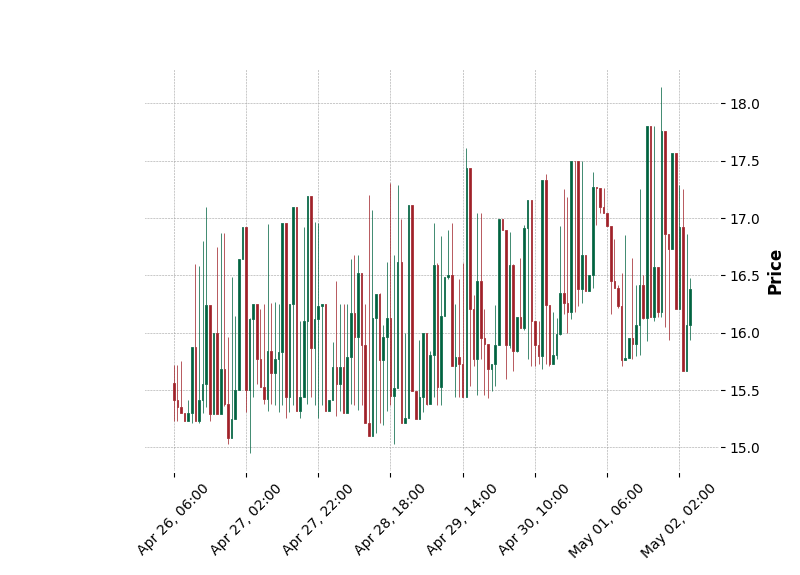 18.0
17.5
17.0
16.5
16.0
15.5
15.0
Price
Apr 26, 06:00
Apr 27, 02:00
Apr 27, 22:00
Apr 28, 18:00
Apr 29, 14:00
Apr 30, 10:00
May 01, 06:00
May 02, 02:00